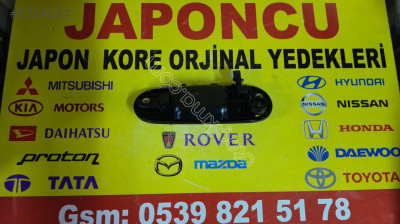 JAPONCU
JAPON KORE ORJİNAL YEDEKLERİ
MITSUBISHI
HYUNDAI
KIA MOTORS
NISSAN
DAIHATSU
ROVER
HONDA
proton
mazda
DAEWOO
TATA
TOYOTA
Gsm: 0539 821 51 78